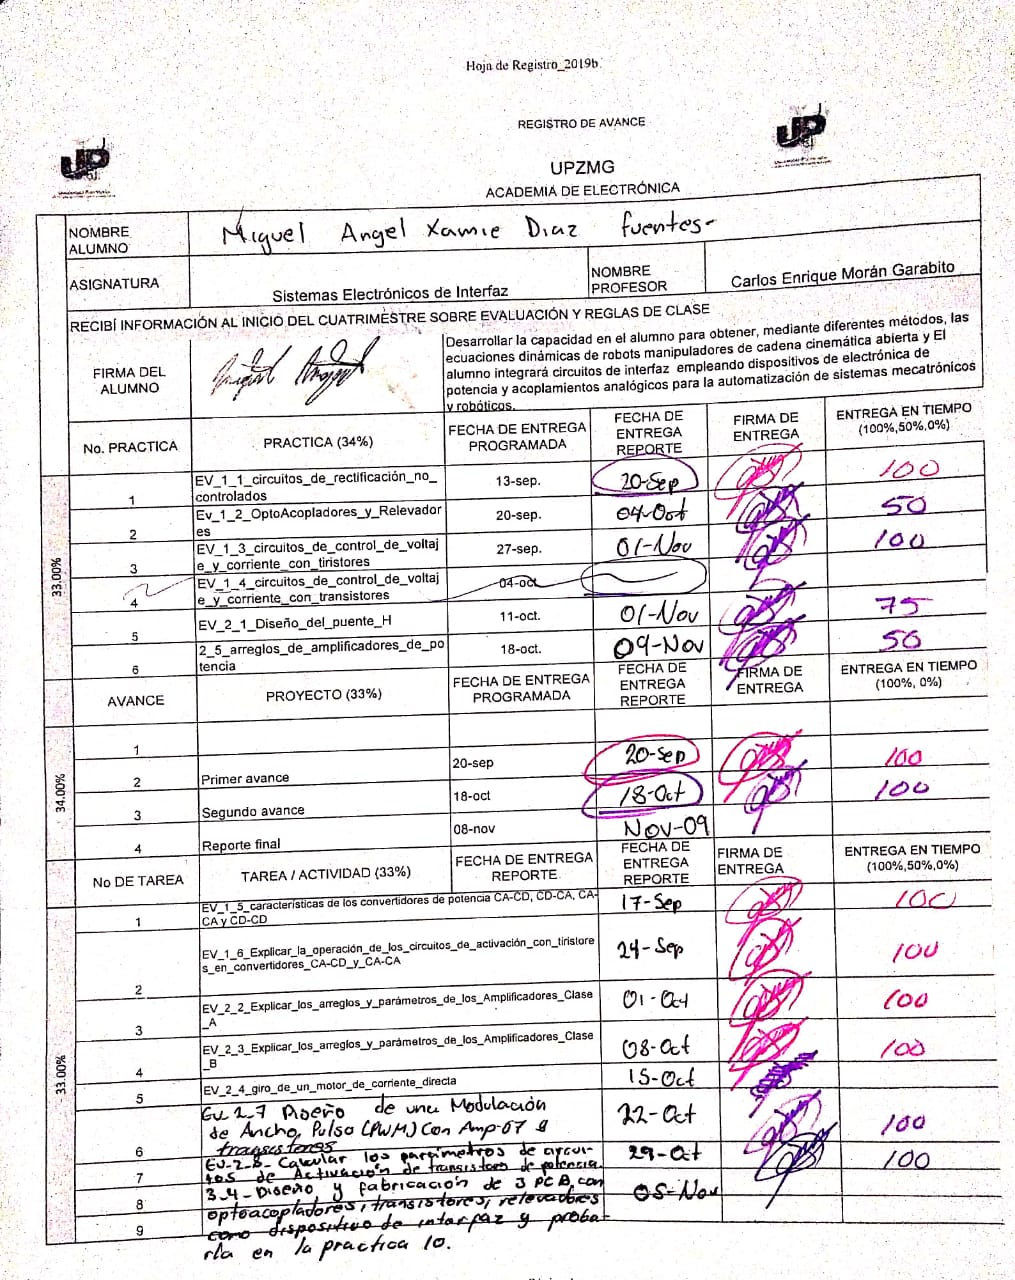 Hoja de Registro_2019b.
REGISTRO DE AVANCE
UP
UP
UPZMG
ACADEMIA DE ELECTRÓNICA
NOMBRE ALUMNO
Miguel Angel Xamie Diaz fuentes-
ASIGNATURA
Sistemas Electrónicos de Interfaz
NOMBRE PROFESOR
Carlos Enrique Morán Garabito
RECIBÍ INFORMACIÓN AL INICIO DEL CUATRIMESTRE SOBRE EVALUACIÓN Y REGLAS DE CLASE
FIRMA DEL ALUMNO
Desarrollar la capacidad en el alumno para obtener, mediante diferentes métodos, las
ecuaciones dinámicas de robots manipuladores de cadena cinemática abierta y El
alumno integrará circuitos de interfaz empleando dispositivos de electrónica de
potencia y acoplamientos analógicos para la automatización de sistemas mecatrónicos
y robóticos.
No. PRACTICA PRACTICA (34%) FECHA DE ENTREGA PROGRAMADA FECHA DE ENTREGA REPORTE FIRMA DE ENTREGA ENTREGA EN TIEMPO (100%,50%,0%)
33.00%
1 EV_1_1_circuitos_de_rectificación_no_controlados 13-sep. 20-Sep 100
2 Ev_1_2_OptoAcopladores_y_Relevadores 20-sep. 04-Oct 50
3 EV_1_3_circuitos_de_control_de_voltaje_y_corriente_con_tiristores 27-sep. 01-Nov 100
4 EV_1_4_circuitos_de_control_de_voltaje_y_corriente_con_transistores 04-oct.
5 EV_2_1_Diseño_del_puente_H 11-oct. 01-Nov 75
6 2_5_arreglos_de_amplificadores_de_potencia 18-oct. 09-Nov 50
AVANCE PROYECTO (33%) FECHA DE ENTREGA PROGRAMADA FECHA DE ENTREGA REPORTE FIRMA DE ENTREGA ENTREGA EN TIEMPO (100%, 0%)
34.00%
1
2 Primer avance 20-sep 20-Sep 100
3 Segundo avance 18-oct 18-Oct 100
4 Reporte final 08-nov Nov-09
No DE TAREA TAREA / ACTIVIDAD (33%) FECHA DE ENTREGA REPORTE FECHA DE ENTREGA REPORTE FIRMA DE ENTREGA ENTREGA EN TIEMPO (100%,50%,0%)
33.00%
1 EV_1_5_características de los convertidores de potencia CA-CD, CD-CA, CA-CA y CD-CD 17-Sep 100
2 EV_1_6_Explicar_la_operación_de_los_circuitos_de_activación_con_tiristores_en_convertidores_CA-CD_y_CA-CA 24-Sep 100
3 EV_2_2_Explicar_los_arreglos_y_parámetros_de_los_Amplificadores_Clase_A 01-Oct 100
4 EV_2_3_Explicar_los_arreglos_y_parámetros_de_los_Amplificadores_Clase_B 08-Oct 100
5 EV_2_4_giro_de_un_motor_de_corriente_directa 15-Oct
6 Ev 2_7 Diseño de una Modulación de Ancho, Pulso (PWM) Con Amp-07 y transistores 22-Oct 100
7 EV-2_8- Calcular los parámetros de circuitos de Activación de transistores de potencia. 29-Oct 100
8 3_4-Diseño y fabricación de 3 PCB, con optoacopladores, transistores, relevadores 05-Nov
9 como dispositivo de interfaz y probarla en la practica 10.